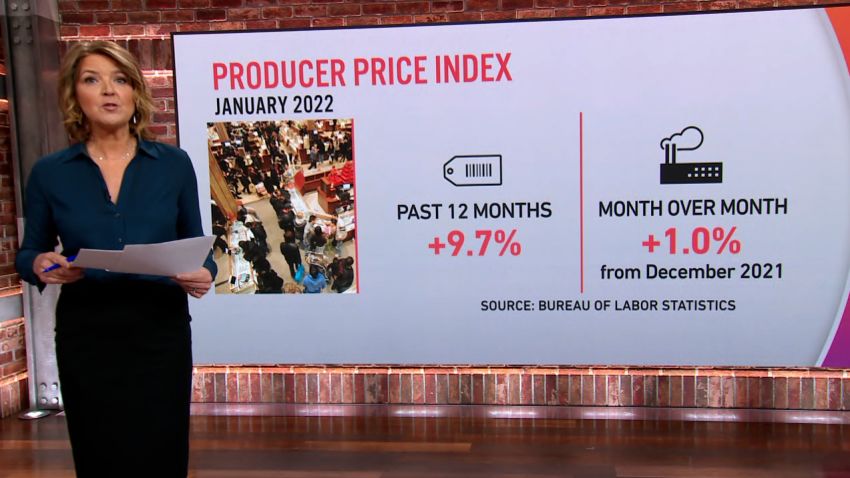 PRODUCER PRICE INDEX
JANUARY 2022
PAST 12 MONTHS
+9.7%
MONTH OVER MONTH
+1.0%
from December 2021
SOURCE: BUREAU OF LABOR STATISTICS